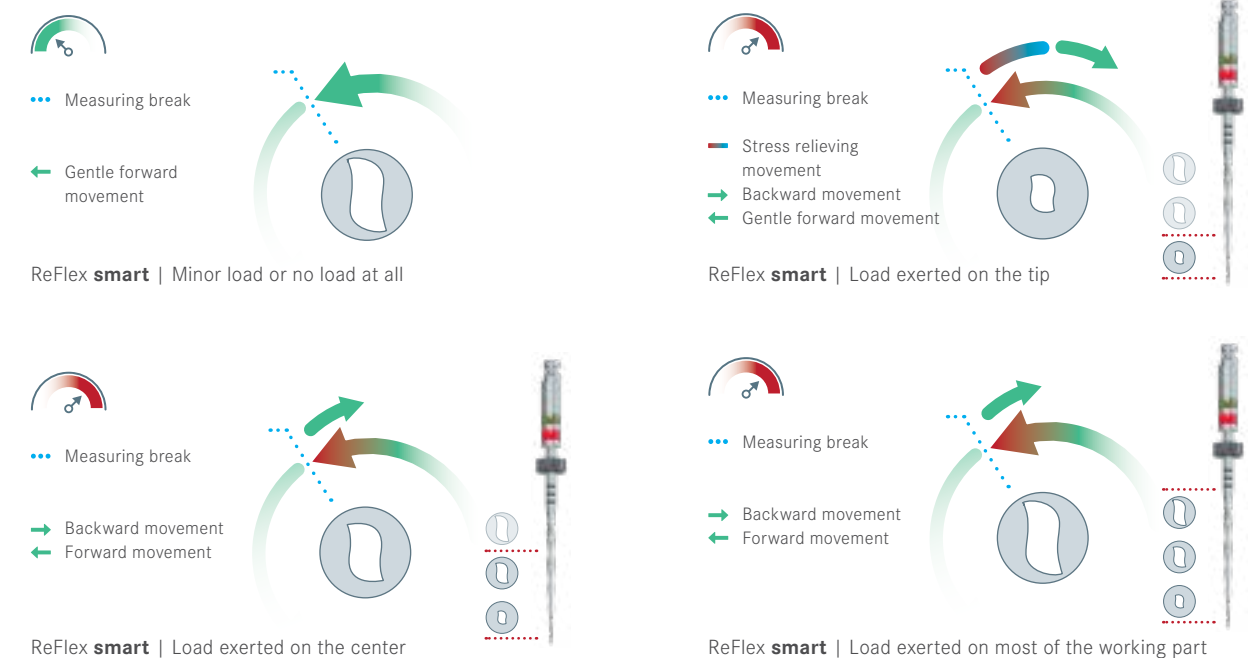 Measuring break
Gentle forward
movement
ReFlex smart | Minor load or no load at all
Measuring break
Stress relieving
movement
Backward movement
Gentle forward movement
ReFlex smart | Load exerted on the tip
Measuring break
Backward movement
Forward movement
ReFlex smart | Load exerted on the center
Measuring break
Backward movement
Forward movement
ReFlex smart | Load exerted on most of the working part